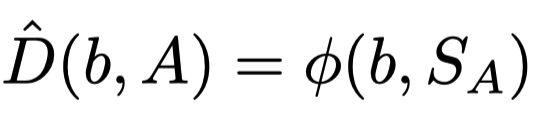 D̂(b, A) = ϕ(b, S_A)